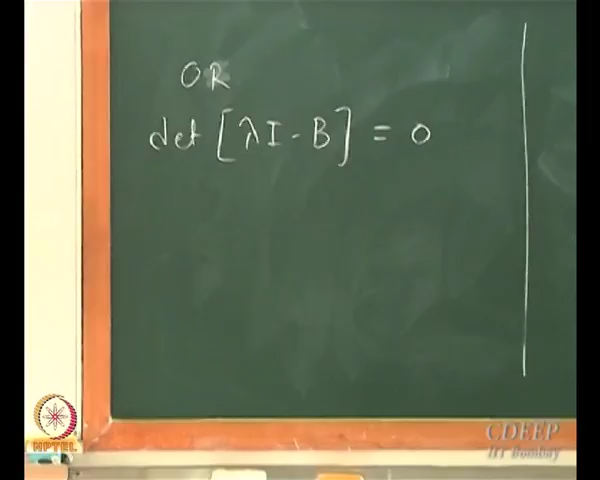 OR
det [λI - B] = 0
NPTEL
CDEEP
IIT Bombay